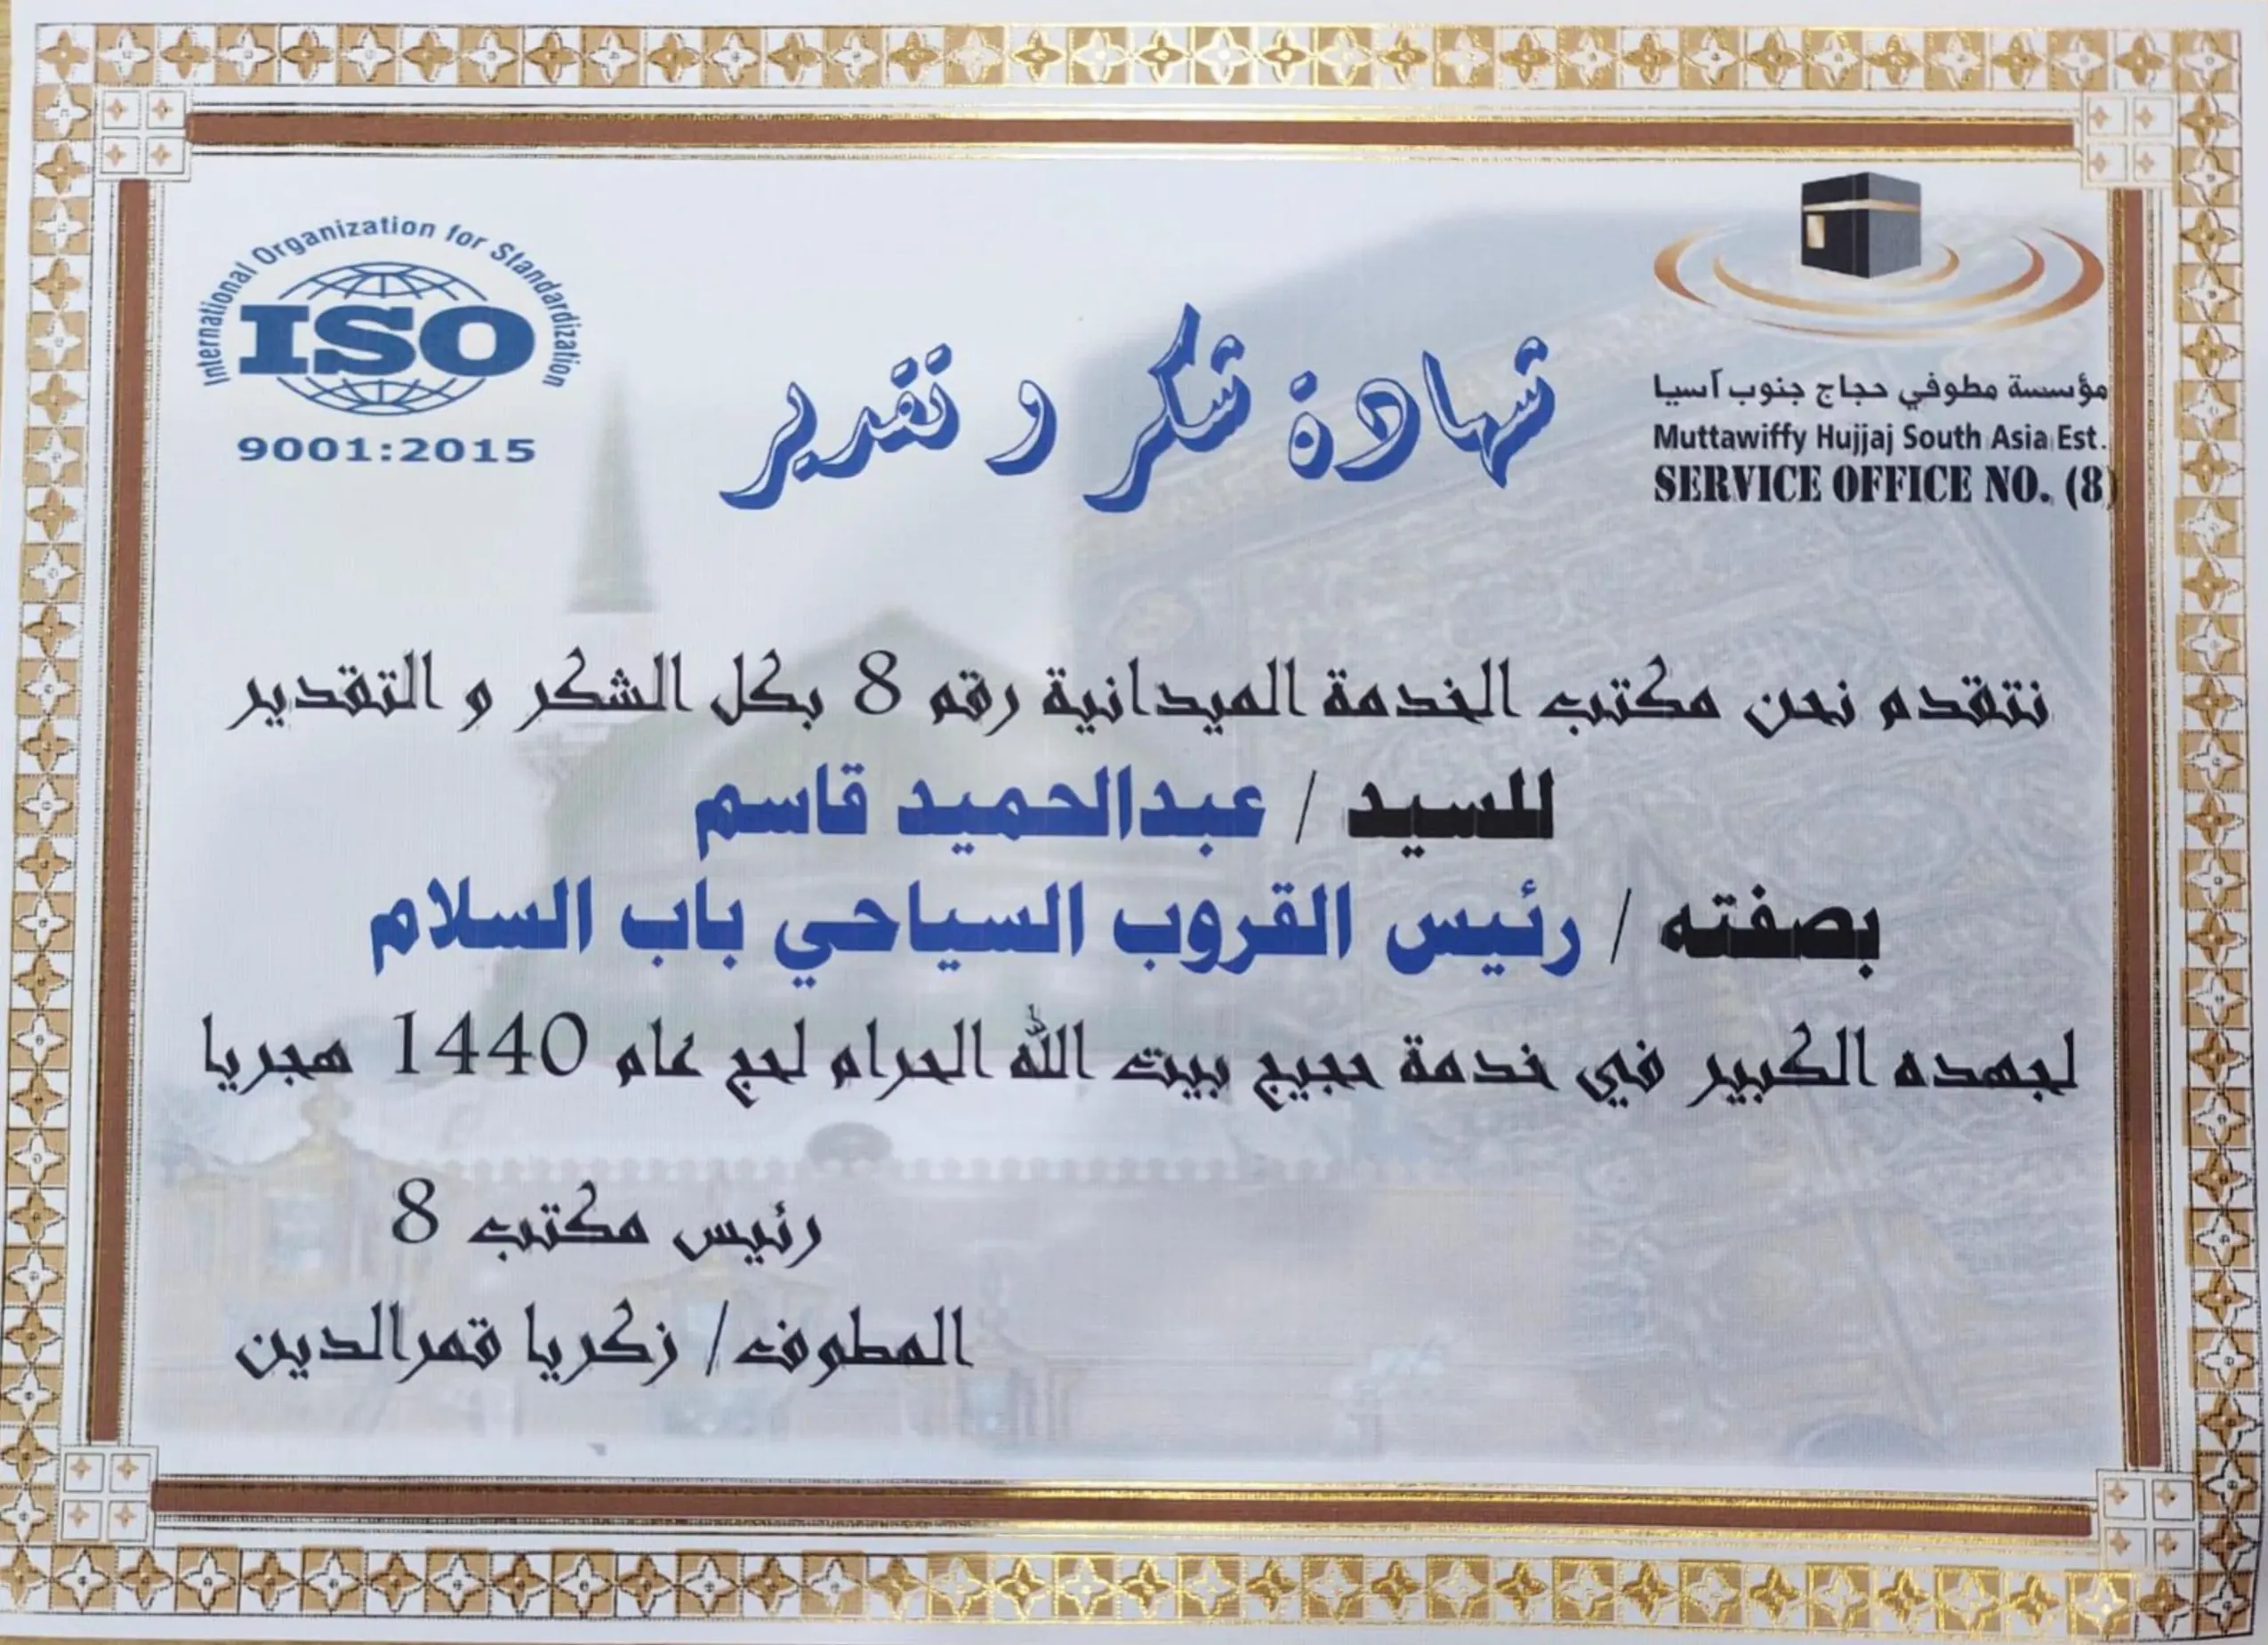 International Organization for Standardization
ISO
9001:2015
مؤسسة مطوفي حجاج جنوب آسيا
Muttawiffy Hujjaj South Asia Est.
SERVICE OFFICE NO. (8)
شهادة شكر و تقدير
نتقدم نحن مكتب الخدمة الميدانية رقم 8 بكل الشكر و التقدير
للسيد / عبدالحميد قاسم
بصفته / رئيس القروب السياحي باب السلام
لجهده الكبير في خدمة حجيج بيت الله الحرام لحج عام 1440 هجريا
رئيس مكتب 8
المطوف/ زكريا قمرالدين